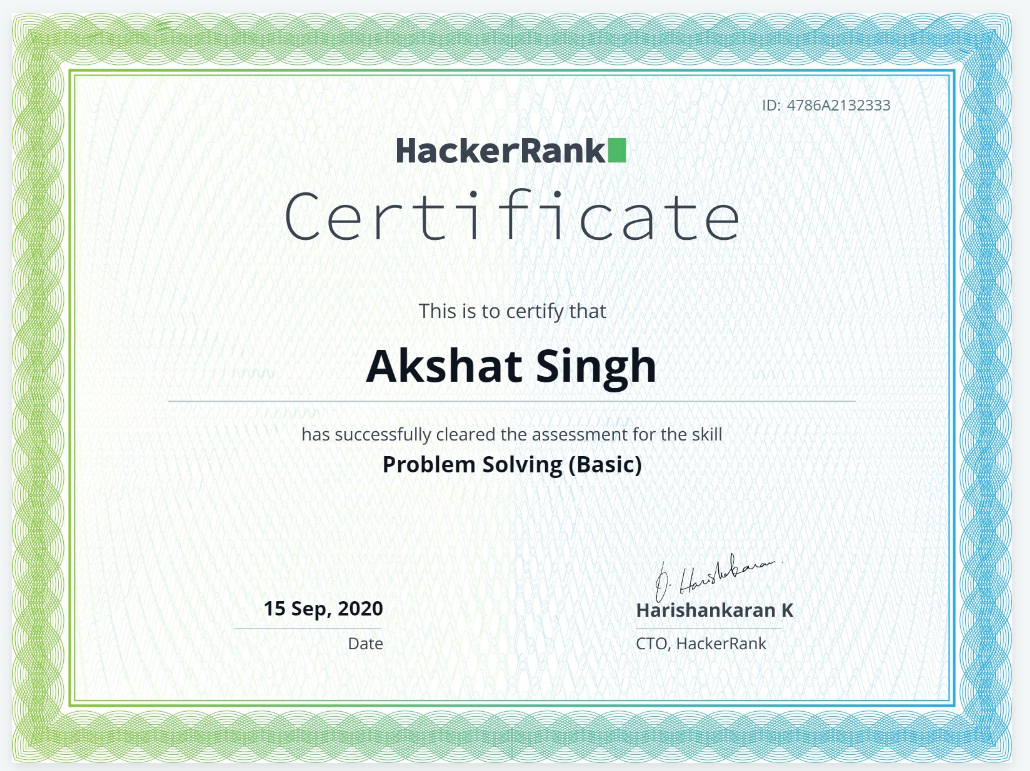 ID: 4786A2132333
HackerRank
Certificate
This is to certify that
Akshat Singh
has successfully cleared the assessment for the skill
Problem Solving (Basic)
15 Sep, 2020
Date
Harishankaran K
CTO, HackerRank